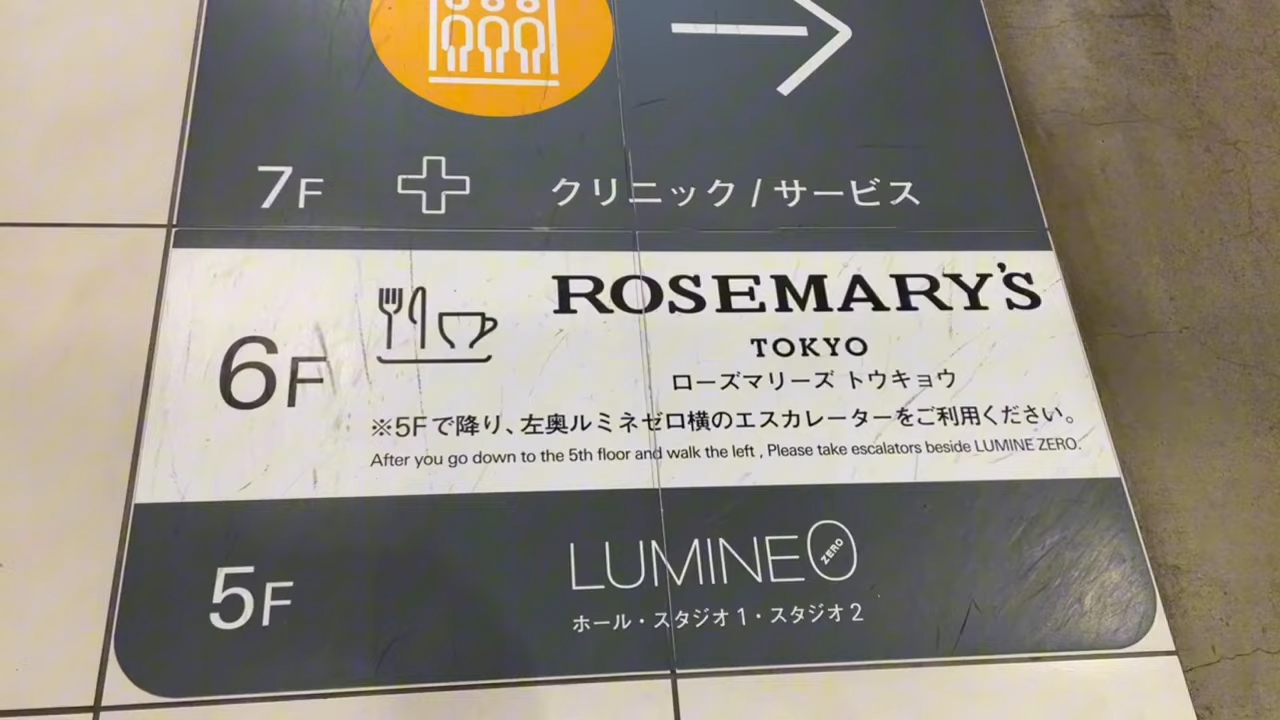 7F クリニック / サービス
ROSEMARY'S
TOKYO
ローズマリーズ トウキョウ
6F
※5Fで降り、左奥ルミネゼロ横のエスカレーターをご利用ください。
After you go down to the 5th floor and walk the left , Please take escalators beside LUMINE ZERO.
LUMINE0 ZERO
5F
ホール・スタジオ 1・スタジオ 2